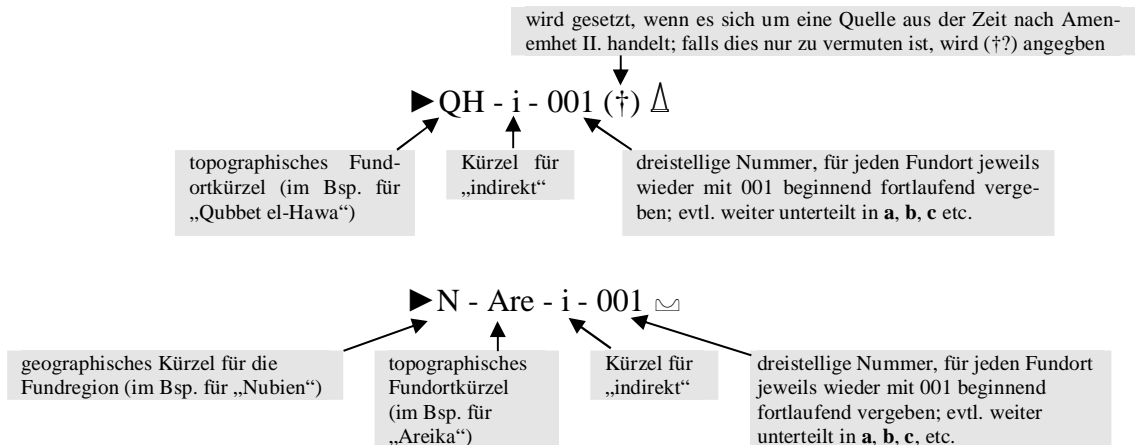 wird gesetzt, wenn es sich um eine Quelle aus der Zeit nach Amen-
emhet II. handelt; falls dies nur zu vermuten ist, wird (†?) angegben
►QH - i - 001 (†) 𓍋
topographisches Fund-
ortkürzel (im Bsp. für
„Qubbet el-Hawa“)
Kürzel für
„indirekt“
dreistellige Nummer, für jeden Fundort jeweils
wieder mit 001 beginnend fortlaufend verge-
ben; evtl. weiter unterteilt in a, b, c etc.
►N - Are - i - 001
geographisches Kürzel für die
Fundregion (im Bsp. für „Nubien“)
topographisches
Fundortkürzel
(im Bsp. für
„Areika“)
Kürzel für
„indirekt“
dreistellige Nummer, für jeden Fundort
jeweils wieder mit 001 beginnend
fortlaufend vergeben; evtl. weiter
unterteilt in a, b, c, etc.